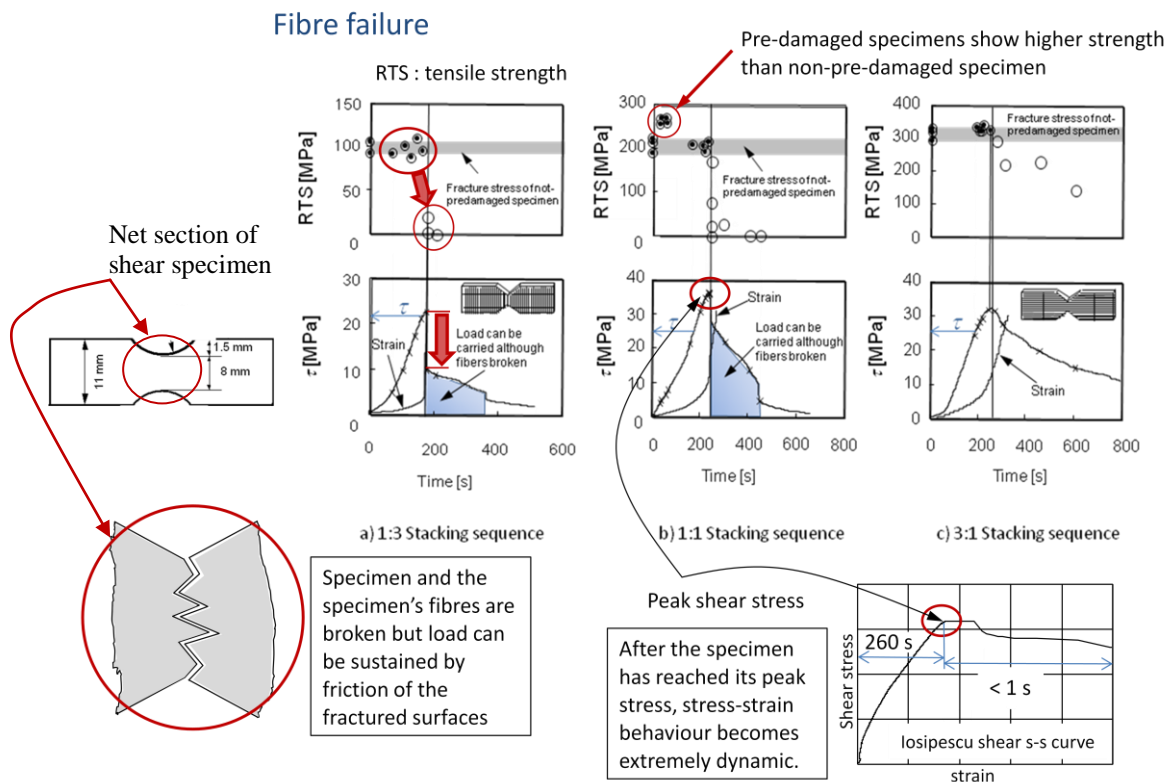 Fibre failure
RTS : tensile strength
Pre-damaged specimens show higher strength
than non-pre-damaged specimen
150
100
50
0
RTS [MPa]
Fracture stress of not-
predamaged specimen
300
200
100
0
RTS [MPa]
Fracture stress of not-
predamaged specimen
400
300
200
100
0
RTS [MPa]
Fracture stress of not-
predamaged specimen
Net section of
shear specimen
11 mm
1.5 mm
8 mm
30
20
10
0
τ [MPa]
τ
Strain
Load can be
carried although
fibers broken
0
200
400
600
Time [s]
a) 1:3 Stacking sequence
40
30
20
10
0
τ [MPa]
τ
Strain
Load can be
carried although
fibers broken
0
200
400
600
800
Time [s]
b) 1:1 Stacking sequence
40
30
20
10
0
τ [MPa]
τ
Strain
0
200
400
600
800
Time [s]
c) 3:1 Stacking sequence
Specimen and the
specimen's fibres are
broken but load can
be sustained by
friction of the
fractured surfaces
Peak shear stress
After the specimen
has reached its peak
stress, stress-strain
behaviour becomes
extremely dynamic.
Shear stress
260 s
< 1 s
Iosipescu shear s-s curve
strain